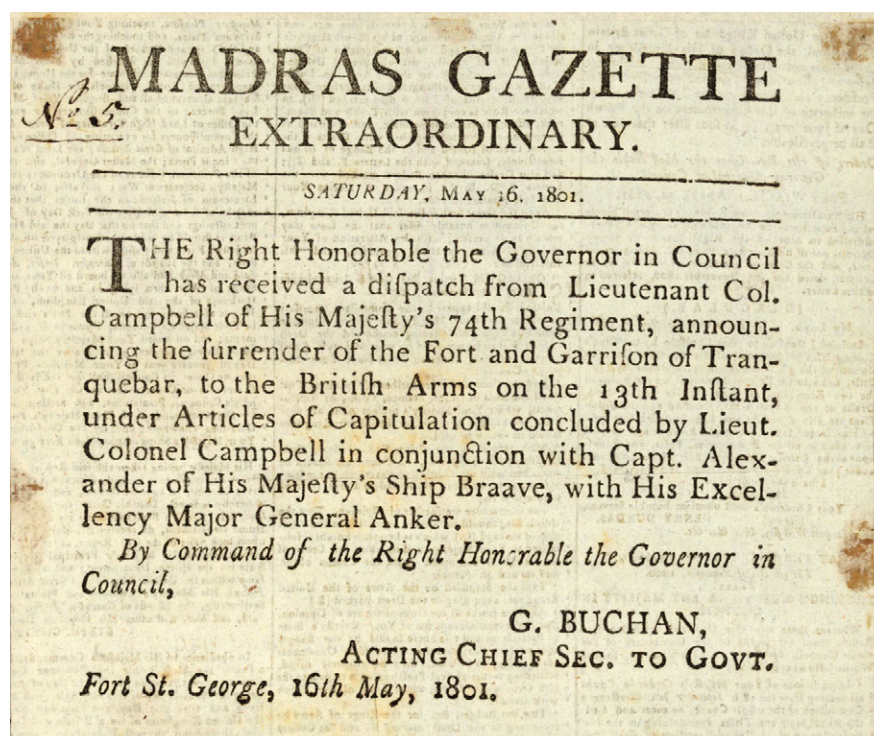 MADRAS GAZETTE
Nº 5.
EXTRAORDINARY.
SATURDAY, MAY 16, 1801.
THE Right Honorable the Governor in Council
has received a diſpatch from Lieutenant Col.
Campbell of His Majeſty's 74th Regiment, announ-
cing the ſurrender of the Fort and Garriſon of Tran-
quebar, to the Britiſh Arms on the 13th Inſtant,
under Articles of Capitulation concluded by Lieut.
Colonel Campbell in conjunction with Capt. Alex-
ander of His Majeſty's Ship Braave, with His Excel-
lency Major General Anker.
By Command of the Right Honorable the Governor in
Council,
G. BUCHAN,
ACTING CHIEF SEC. TO GOVT.
Fort St. George, 16th May, 1801.